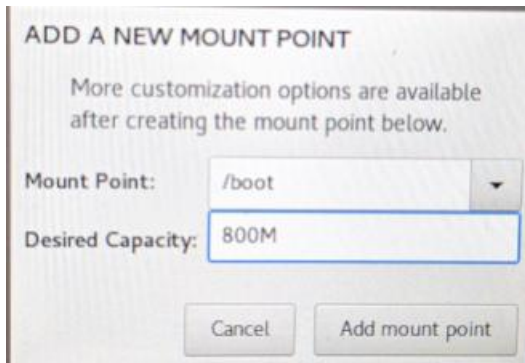 ADD A NEW MOUNT POINT
More customization options are available
after creating the mount point below.
Mount Point: /boot
Desired Capacity: 800M
Cancel Add mount point